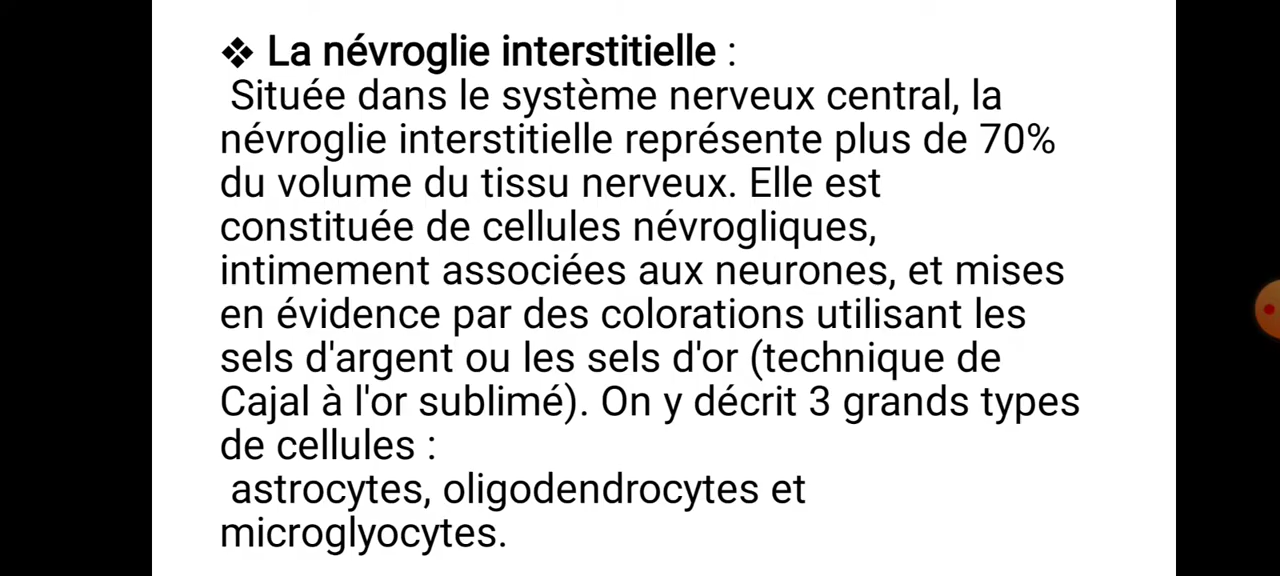 ❖ La névroglie interstitielle :
Située dans le système nerveux central, la
névroglie interstitielle représente plus de 70%
du volume du tissu nerveux. Elle est
constituée de cellules névrogliques,
intimement associées aux neurones, et mises
en évidence par des colorations utilisant les
sels d'argent ou les sels d'or (technique de
Cajal à l'or sublimé). On y décrit 3 grands types
de cellules :
astrocytes, oligodendrocytes et
microglyocytes.